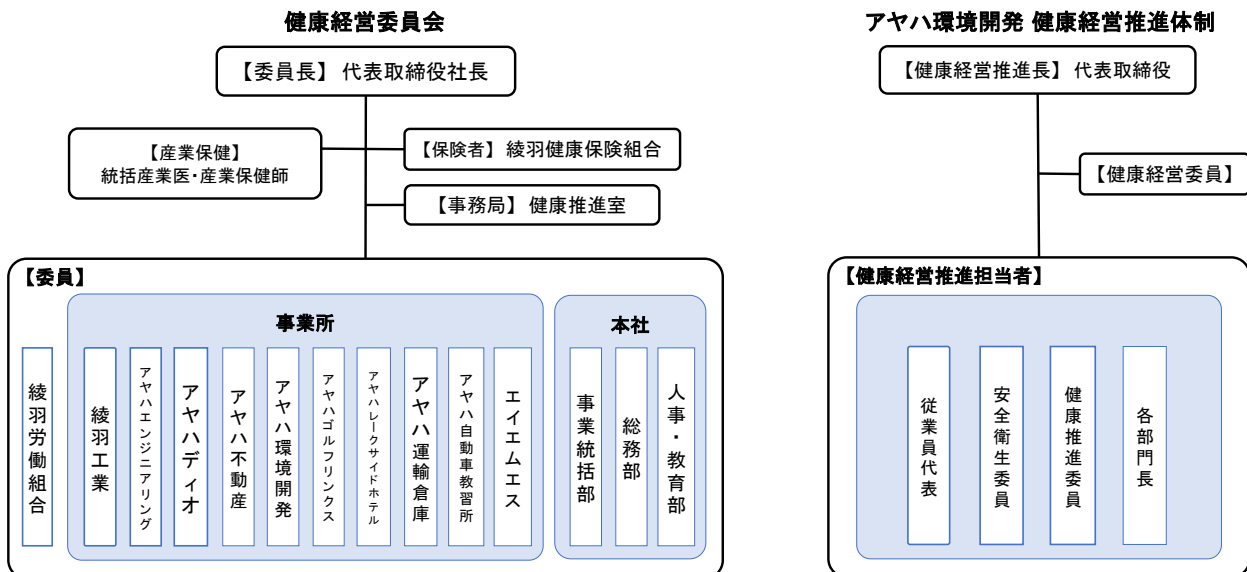 健康経営委員会
【委員長】 代表取締役社長
【産業保健】
統括産業医・産業保健師
【保険者】 綾羽健康保険組合
【事務局】 健康推進室
【委員】
綾羽労働組合
事業所
綾羽工業
アヤハエンジニアリング
アヤハディオ
アヤハ不動産
アヤハ環境開発
アヤハゴルフリンクス
アヤハレークサイドホテル
アヤハ運輸倉庫
アヤハ自動車教習所
エイエムエス
本社
事業統括部
総務部
人事・教育部
アヤハ環境開発 健康経営推進体制
【健康経営推進長】 代表取締役
【健康経営委員】
【健康経営推進担当者】
従業員代表
安全衛生委員
健康推進委員
各部門長